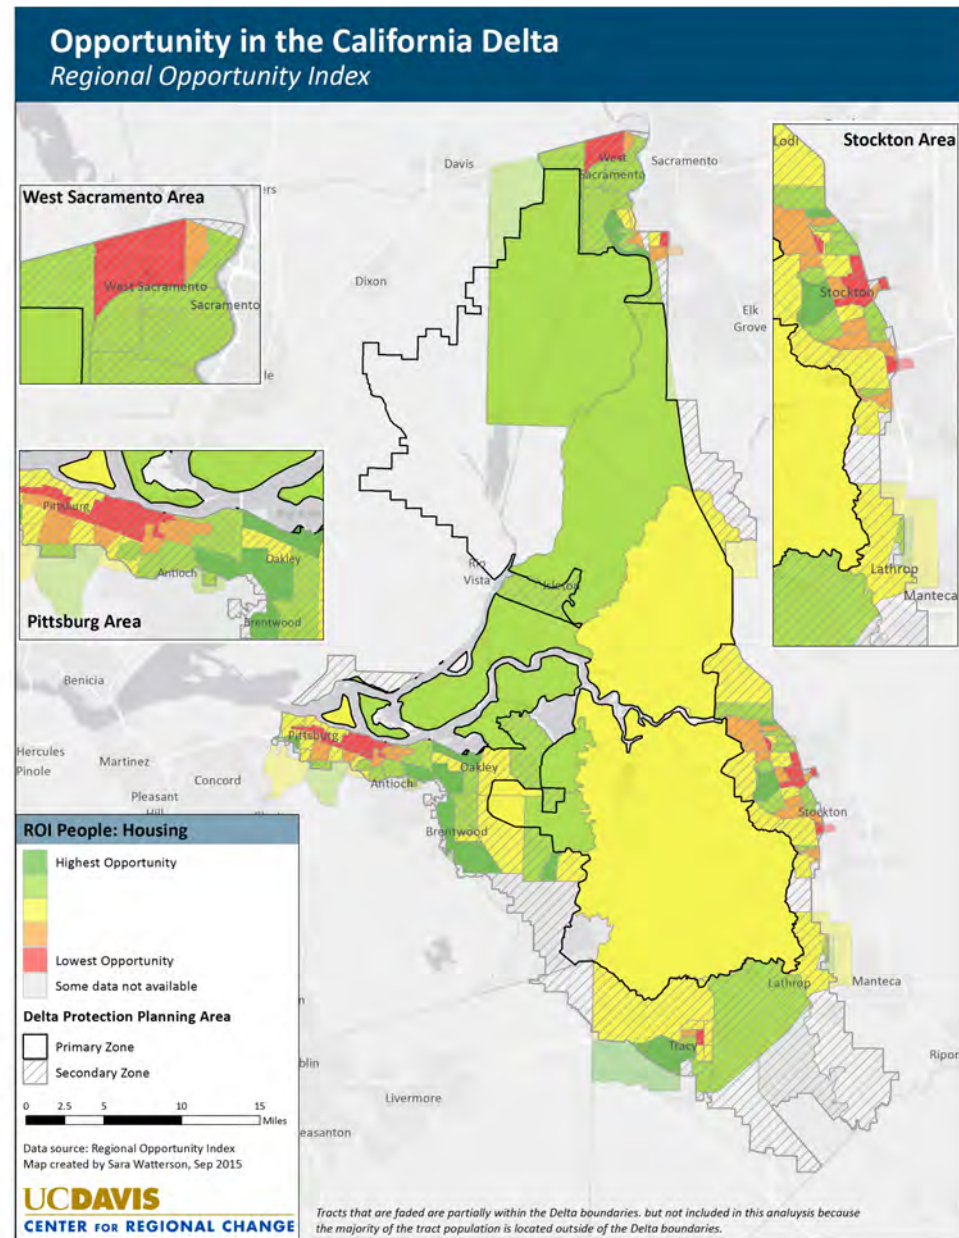 Opportunity in the California Delta
Regional Opportunity Index
West Sacramento Area
West Sacramento
Sacramento
Pittsburg
Antioch
Oakley
Brentwood
Pittsburg Area
Stockton Area
Lodi
Stockton
Lathrop
Manteca
Davis
West
Sacramento
Sacramento
Dixon
Elk
Grove
Rio
Vista
Isleton
Benicia
Hercules
Pinole
Martinez
Concord
Pleasant
Hill
Pittsburg
Antioch
Oakley
Brentwood
Stockton
Lathrop
Manteca
Tracy
Ripon
Livermore
blin
easanton
ROI People: Housing
Highest Opportunity
Lowest Opportunity
Some data not available
Delta Protection Planning Area
Primary Zone
Secondary Zone
0 2.5 5 10 15
Miles
Data source: Regional Opportunity Index
Map created by Sara Watterson, Sep 2015
UCDAVIS
CENTER FOR REGIONAL CHANGE
Tracts that are faded are partially within the Delta boundaries. but not included in this analuysis because
the majority of the tract population is located outside of the Delta boundaries.